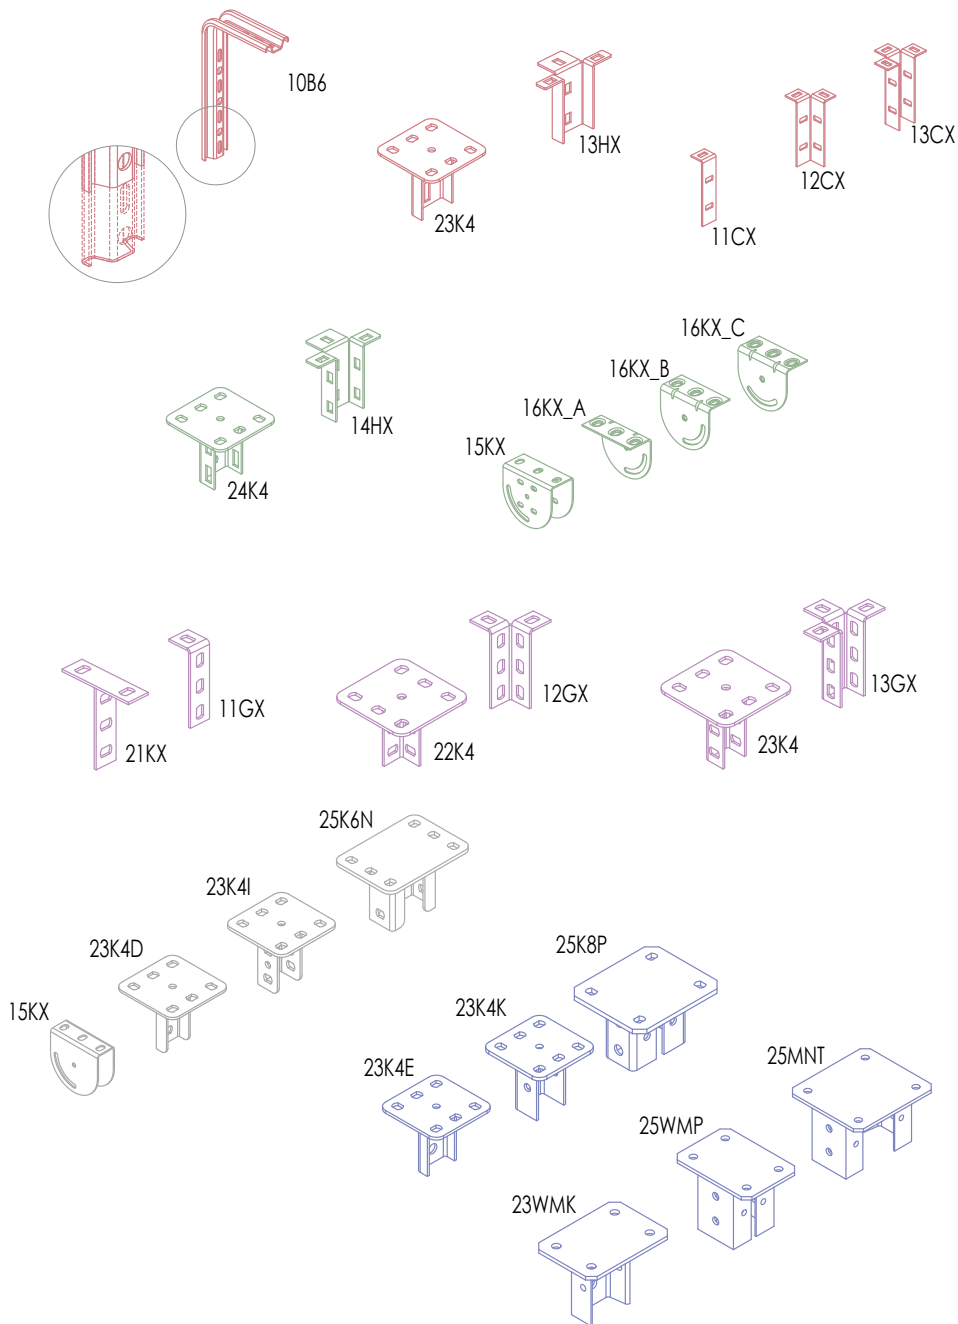 10B6
13HX
13CX
12CX
23K4
11CX
16KX_C
16KX_B
16KX_A
14HX
15KX
24K4
11GX
12GX
13GX
21KX
22K4
23K4
25K6N
23K4I
23K4D
25K8P
15KX
23K4K
23K4E
25MNT
25WMP
23WMK